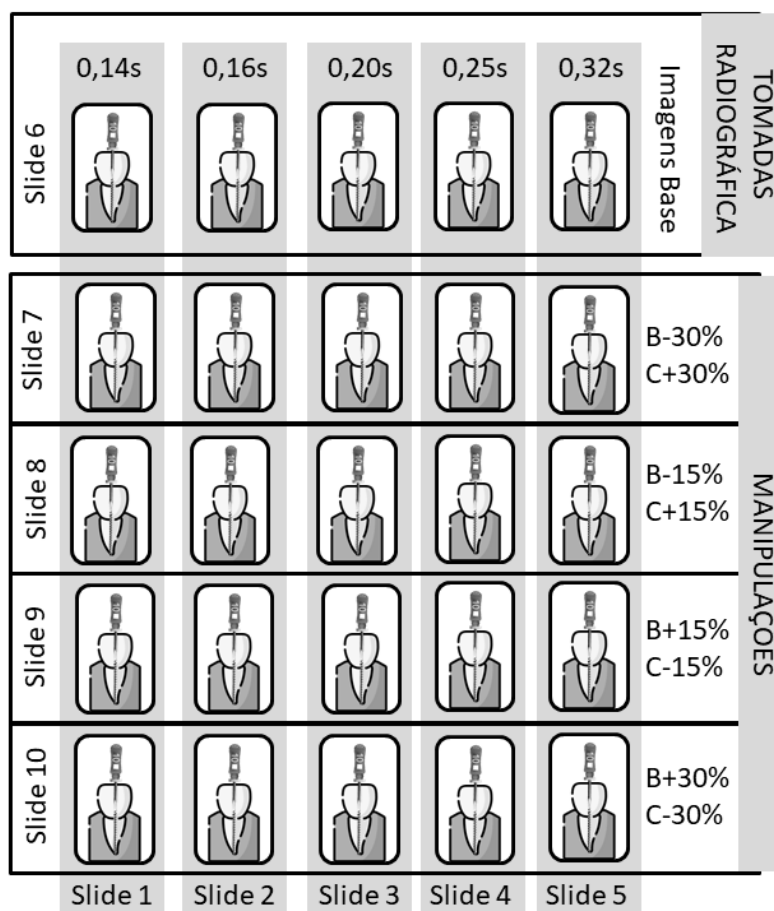 0,14s 0,16s 0,20s 0,25s 0,32s
Slide 6
Imagens Base
TOMADAS
RADIOGRÁFICA
Slide 7
B-30%
C+30%
Slide 8
B-15%
C+15%
Slide 9
B+15%
C-15%
Slide 10
B+30%
C-30%
MANIPULAÇOES
Slide 1 Slide 2 Slide 3 Slide 4 Slide 5